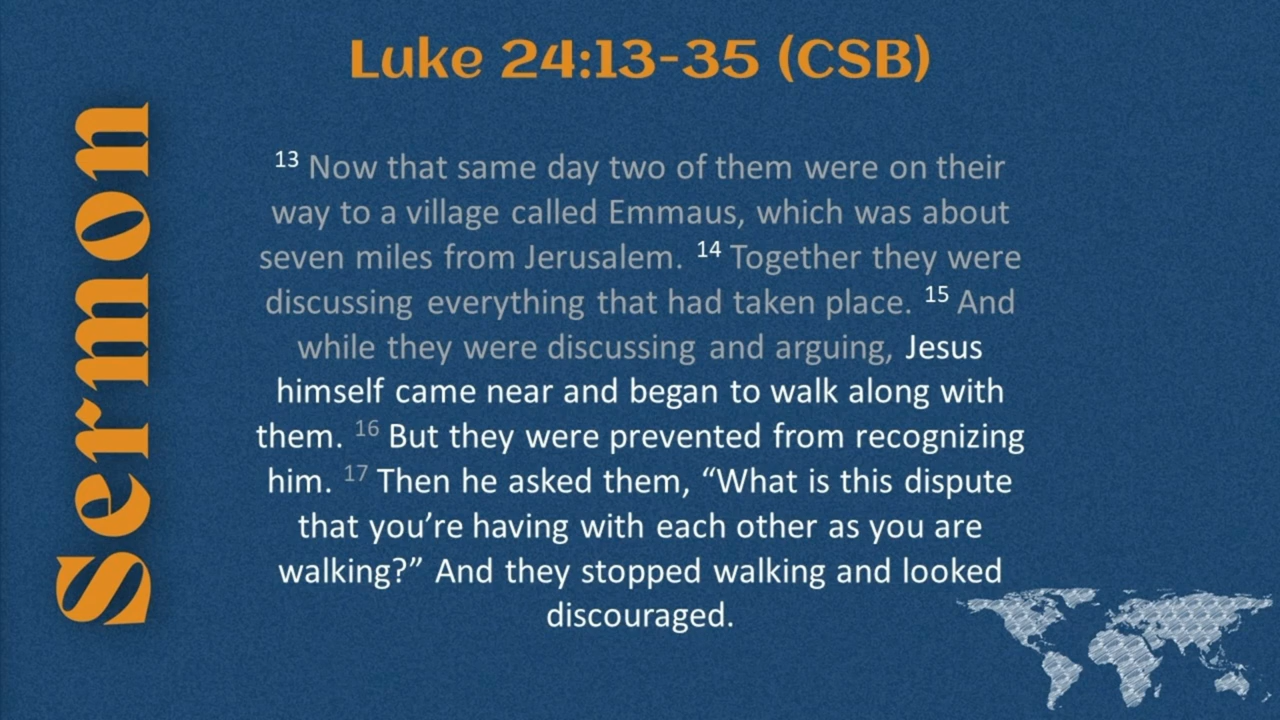 Luke 24:13-35 (CSB)
Sermon
13 Now that same day two of them were on their
way to a village called Emmaus, which was about
seven miles from Jerusalem. 14 Together they were
discussing everything that had taken place. 15 And
while they were discussing and arguing, Jesus
himself came near and began to walk along with
them. 16 But they were prevented from recognizing
him. 17 Then he asked them, “What is this dispute
that you’re having with each other as you are
walking?” And they stopped walking and looked
discouraged.